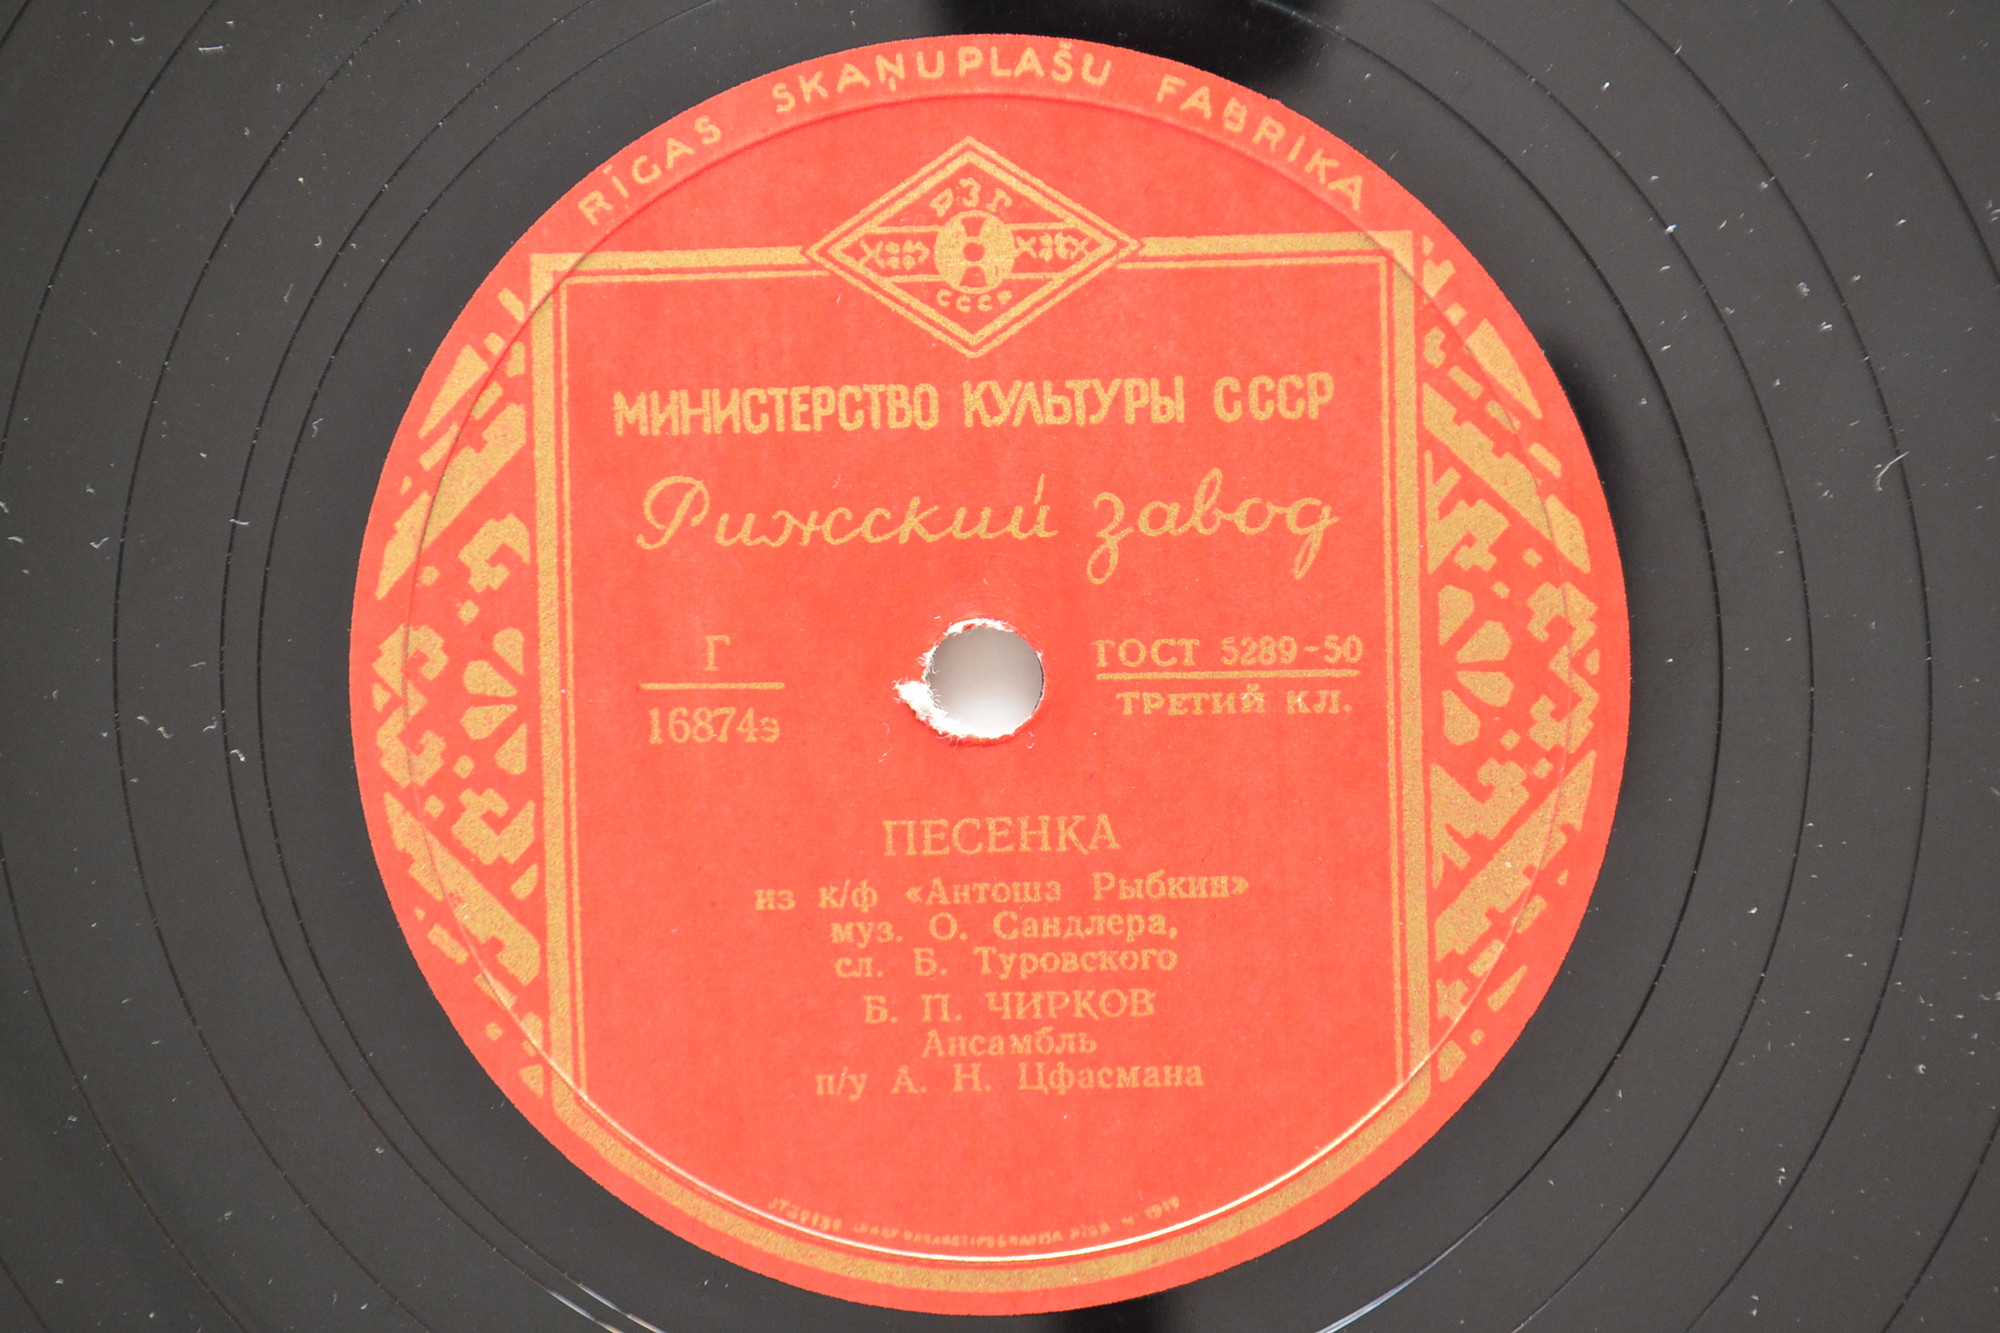 RĪGAS SKAŅUPLAŠU FABRIKA
РЗГ
СССР
МИНИСТЕРСТВО КУЛЬТУРЫ СССР
Рижский завод
Г
16874э
ГОСТ 5289-50
ТРЕТИЙ КЛ.
ПЕСЕНКА
из к/ф «Антоша Рыбкин»
муз. О. Сандлера,
сл. Б. Туровского
Б. П. ЧИРКОВ
Ансамбль
п/у А. Н. Цфасмана